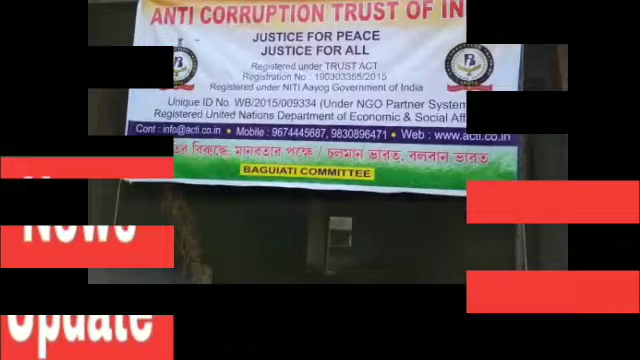 ANTI CORRUPTION TRUST OF IN
JUSTICE FOR PEACE
JUSTICE FOR ALL
Registered under TRUST ACT
Registration No : 190303355/2015
Registered under NITI Aayog Government of India
Unique ID No. WB/2015/009334 (Under NGO Partner System
Registered United Nations Department of Economic & Social Aff
Cont : info@acti.co.in • Mobile : 9674445687, 9830896471 • Web : www.acti.co.in
বিরুদ্ধে, মানবতার পক্ষে / চলমান ভারত, বলবান ভারত
BAGUIATI COMMITTEE
News
Update